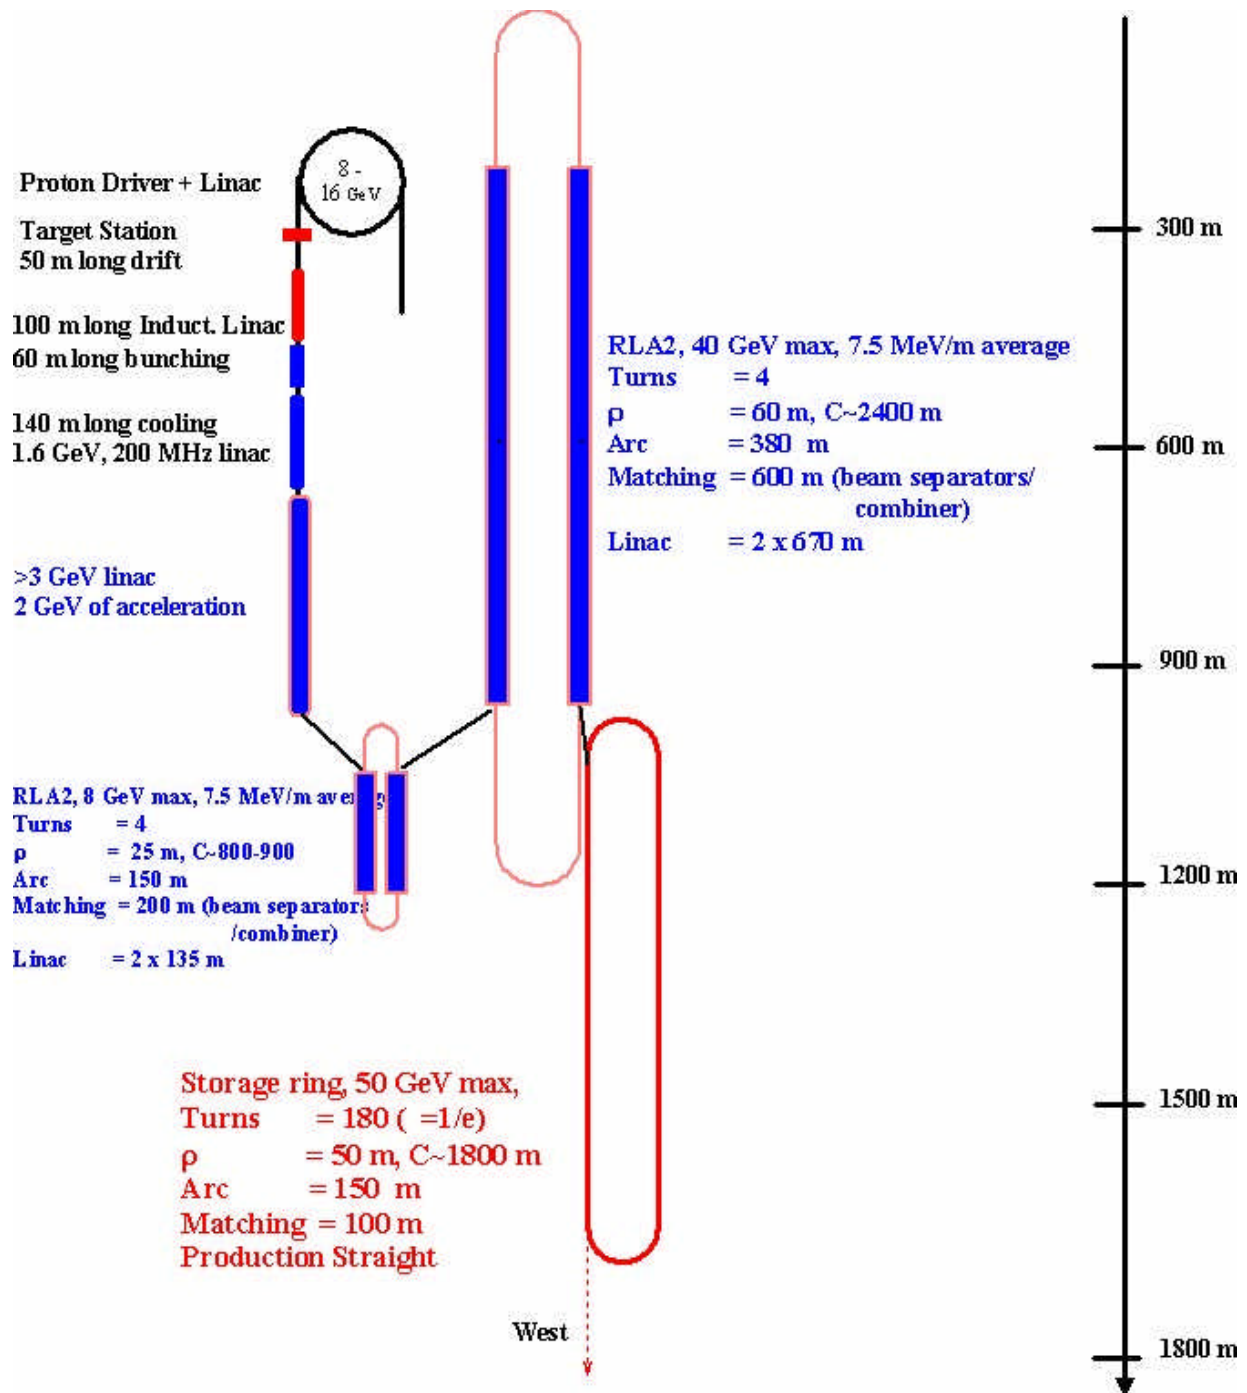 8 -
16 GeV
Proton Driver + Linac
Target Station
50 m long drift
100 m long Induct. Linac
60 m long bunching
140 m long cooling
1.6 GeV, 200 MHz linac
>3 GeV linac
2 GeV of acceleration
RLA2, 8 GeV max, 7.5 MeV/m average
Turns = 4
ρ = 25 m, C~800-900
Arc = 150 m
Matching = 200 m (beam separators
/combiner)
Linac = 2 x 135 m
RLA2, 40 GeV max, 7.5 MeV/m average
Turns = 4
ρ = 60 m, C~2400 m
Arc = 380 m
Matching = 600 m (beam separators/
combiner)
Linac = 2 x 670 m
Storage ring, 50 GeV max,
Turns = 180 ( =1/e)
ρ = 50 m, C~1800 m
Arc = 150 m
Matching = 100 m
Production Straight
West
300 m
600 m
900 m
1200 m
1500 m
1800 m